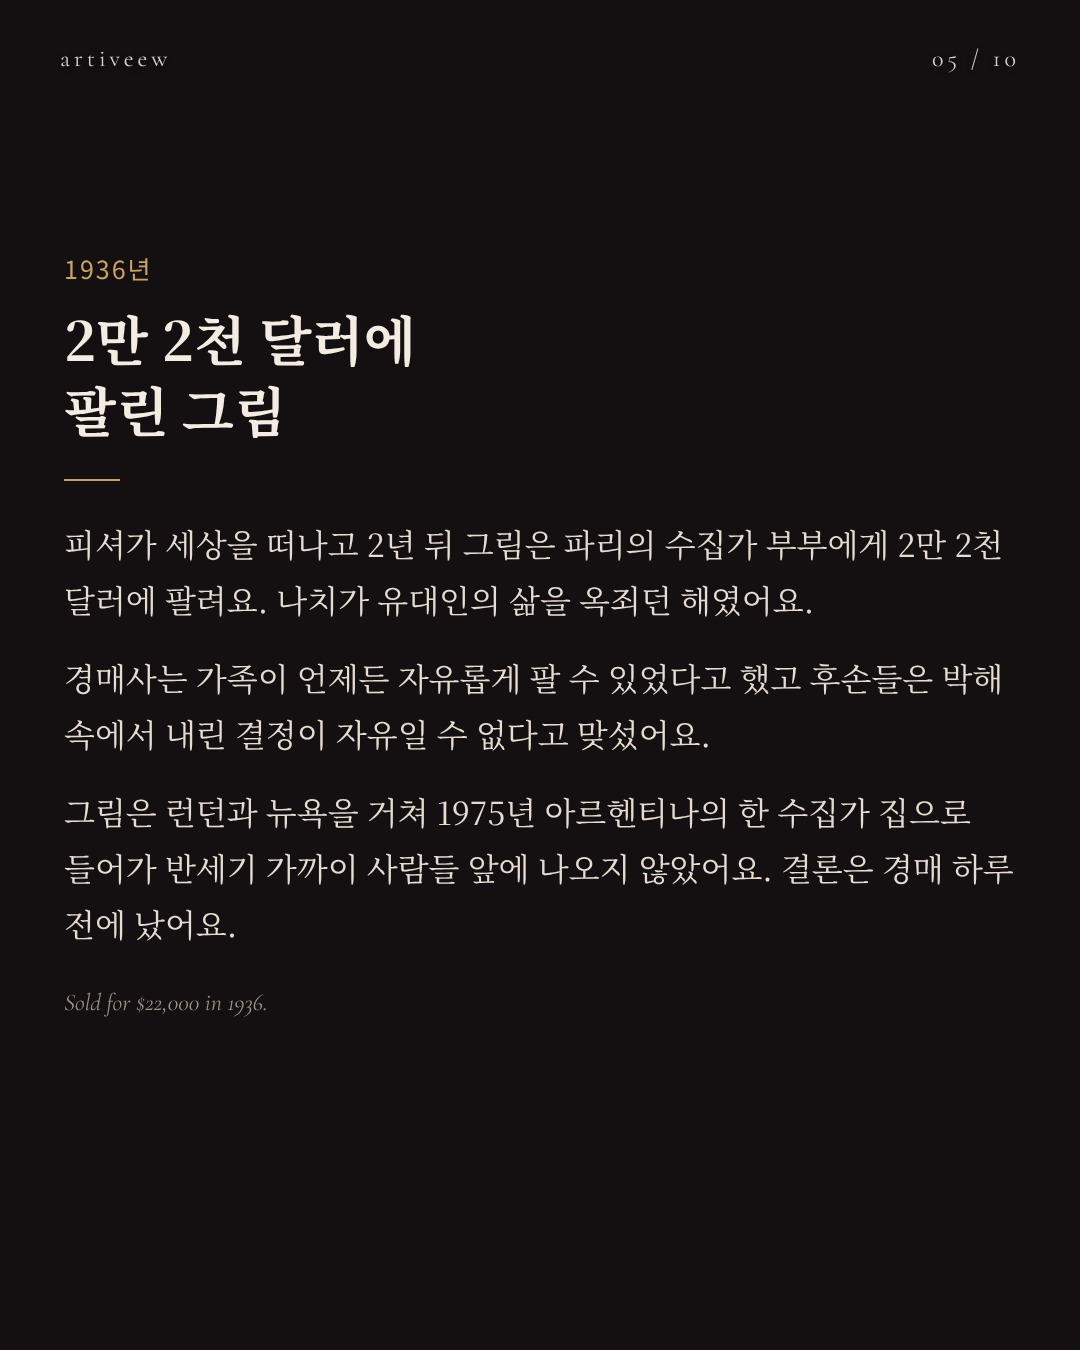 artiveew
05 / 10
1936년
2만 2천 달러에
팔린 그림
피셔가 세상을 떠나고 2년 뒤 그림은 파리의 수집가 부부에게 2만 2천
달러에 팔려요. 나치가 유대인의 삶을 옥죄던 해였어요.
경매사는 가족이 언제든 자유롭게 팔 수 있었다고 했고 후손들은 박해
속에서 내린 결정이 자유일 수 없다고 맞섰어요.
그림은 런던과 뉴욕을 거쳐 1975년 아르헨티나의 한 수집가 집으로
들어가 반세기 가까이 사람들 앞에 나오지 않았어요. 결론은 경매 하루
전에 났어요.
Sold for $22,000 in 1936.